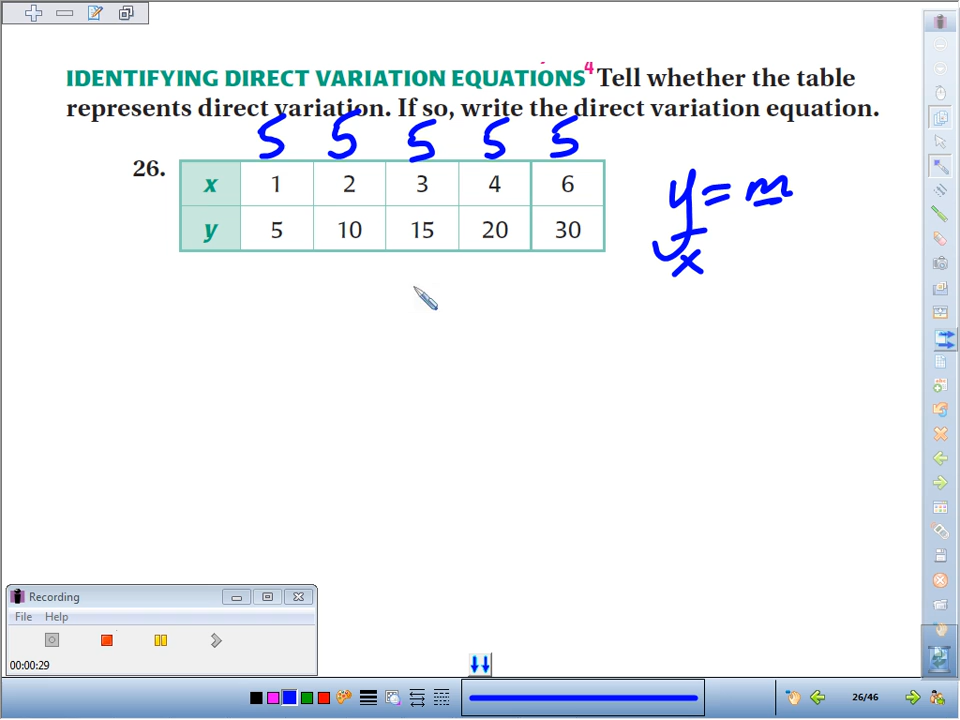 IDENTIFYING DIRECT VARIATION EQUATIONS 4 Tell whether the table
represents direct variation. If so, write the direct variation equation.
5 5 5 5 5
26.
x 1 2 3 4 6
y 5 10 15 20 30
y = m
x
Recording
File Help
00:00:29
26/46